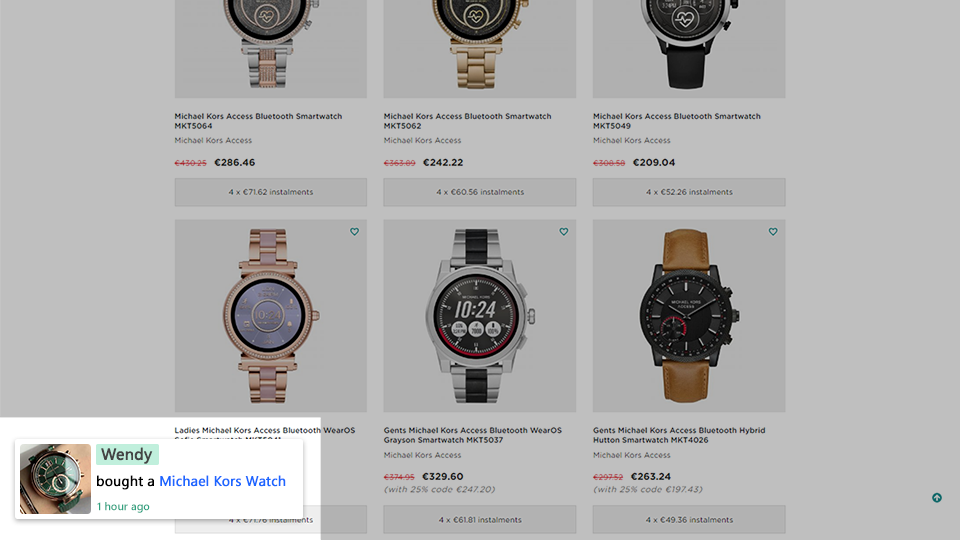 Michael Kors Access Bluetooth Smartwatch
MKT5064
Michael Kors Access
€430.25 €286.46
4 x €71.62 instalments
Michael Kors Access Bluetooth Smartwatch
MKT5062
Michael Kors Access
€363.89 €242.22
4 x €60.56 instalments
Michael Kors Access Bluetooth Smartwatch
MKT5049
Michael Kors Access
€308.58 €209.04
4 x €52.26 instalments
10:24
MICHAEL KORS
10:24
MICHAEL KORS
ACCESS
Ladies Michael Kors Access Bluetooth WearOS
Sofie Smartwatch MKT5041
4 x €71.76 instalments
Gents Michael Kors Access Bluetooth WearOS
Grayson Smartwatch MKT5037
Michael Kors Access
€374.95 €329.60
(with 25% code €247.20)
4 x €61.81 instalments
Gents Michael Kors Access Bluetooth Hybrid
Hutton Smartwatch MKT4026
Michael Kors Access
€297.52 €263.24
(with 25% code €197.43)
4 x €49.36 instalments
Wendy
bought a Michael Kors Watch
1 hour ago